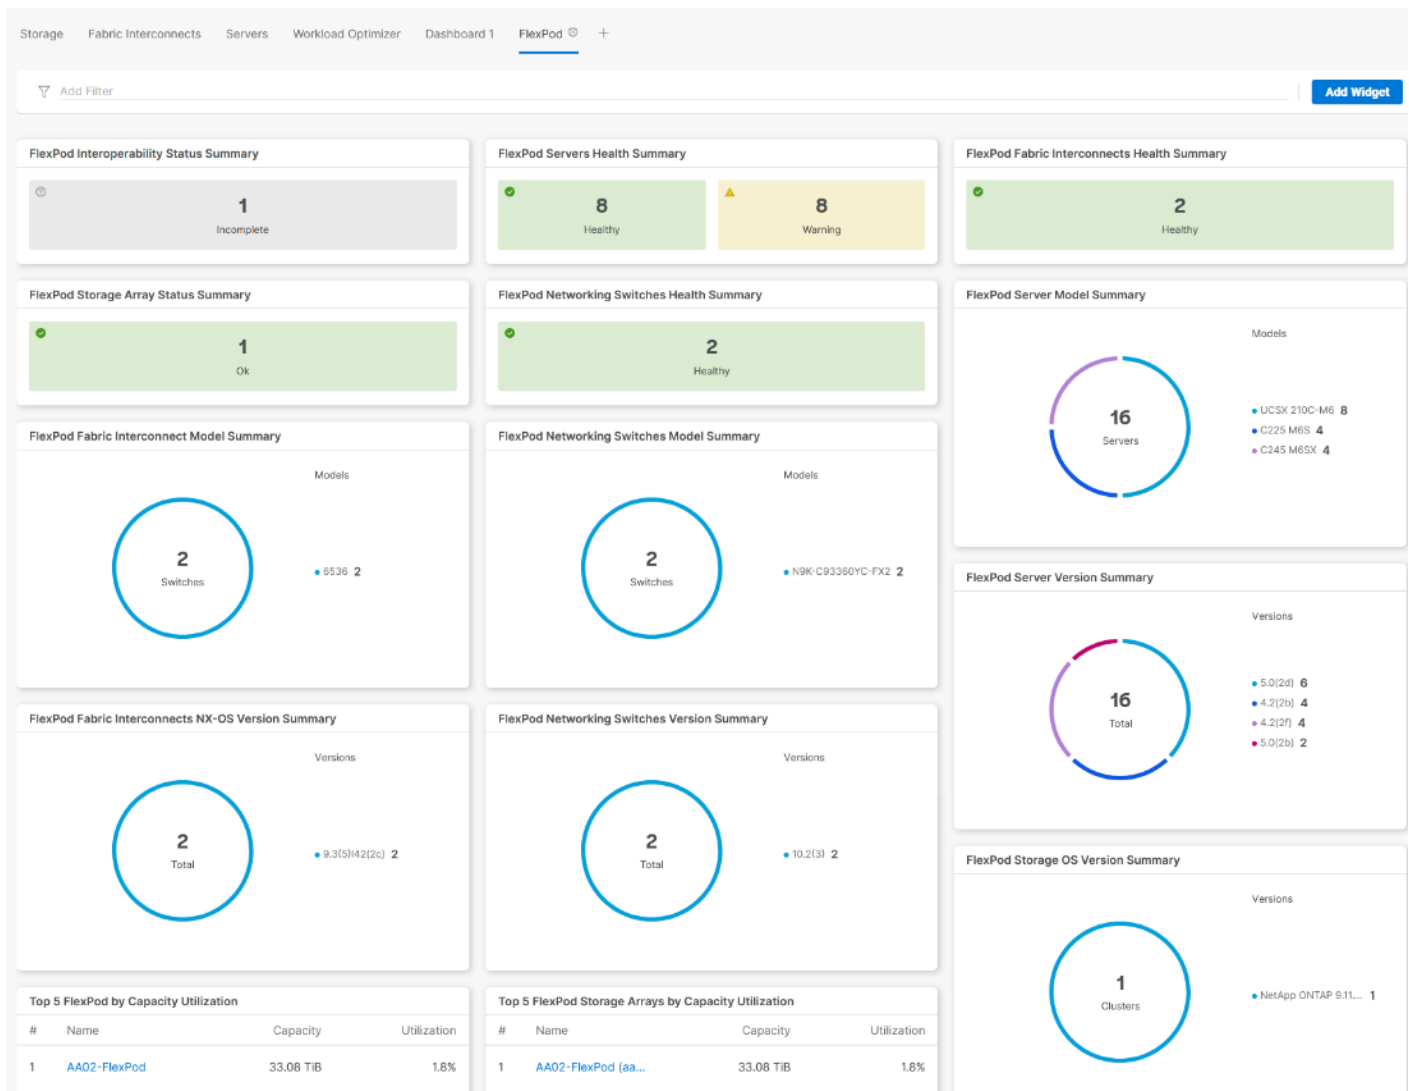 Storage Fabric Interconnects Servers Workload Optimizer Dashboard 1 FlexPod
Add Filter
Add Widget
FlexPod Interoperability Status Summary
1
Incomplete
FlexPod Servers Health Summary
8
Healthy
8
Warning
FlexPod Fabric Interconnects Health Summary
2
Healthy
FlexPod Storage Array Status Summary
1
Ok
FlexPod Networking Switches Health Summary
2
Healthy
FlexPod Server Model Summary
Models
16
Servers
UCSX 210C-M6 8
C225 M6S 4
C245 M6SX 4
FlexPod Fabric Interconnect Model Summary
Models
2
Switches
6536 2
FlexPod Networking Switches Model Summary
Models
2
Switches
N9K-C93360YC-FX2 2
FlexPod Server Version Summary
Versions
16
Total
5.0(2d) 6
4.2(2b) 4
4.2(2f) 4
5.0(2b) 2
FlexPod Fabric Interconnects NX-OS Version Summary
Versions
2
Total
9.3(5)I42(2c) 2
FlexPod Networking Switches Version Summary
Versions
2
Total
10.2(3) 2
FlexPod Storage OS Version Summary
Versions
1
Clusters
NetApp ONTAP 9.11.... 1
Top 5 FlexPod by Capacity Utilization
# Name Capacity Utilization
1 AA02-FlexPod 33.08 TiB 1.8%
Top 5 FlexPod Storage Arrays by Capacity Utilization
# Name Capacity Utilization
1 AA02-FlexPod (aa... 33.08 TiB 1.8%